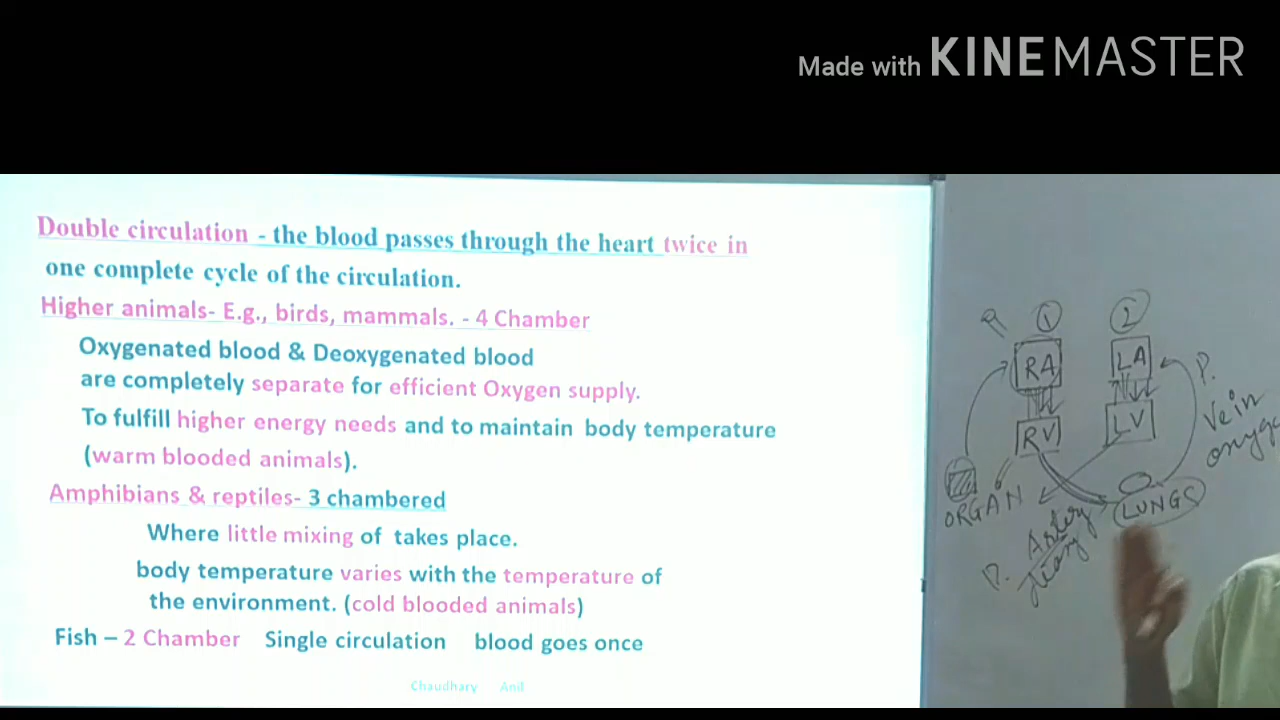 Made with KINEMASTER
Double circulation - the blood passes through the heart twice in
one complete cycle of the circulation.
Higher animals- E.g., birds, mammals. - 4 Chamber
Oxygenated blood & Deoxygenated blood
are completely separate for efficient Oxygen supply.
To fulfill higher energy needs and to maintain body temperature
(warm blooded animals).
Amphibians & reptiles- 3 chambered
Where little mixing of takes place.
body temperature varies with the temperature of
the environment. (cold blooded animals)
Fish – 2 Chamber Single circulation blood goes once
Chaudhary Anil
1 2
RA LA
RV LV
P.
Vein
ORGAN
LUNGS
P. Artery